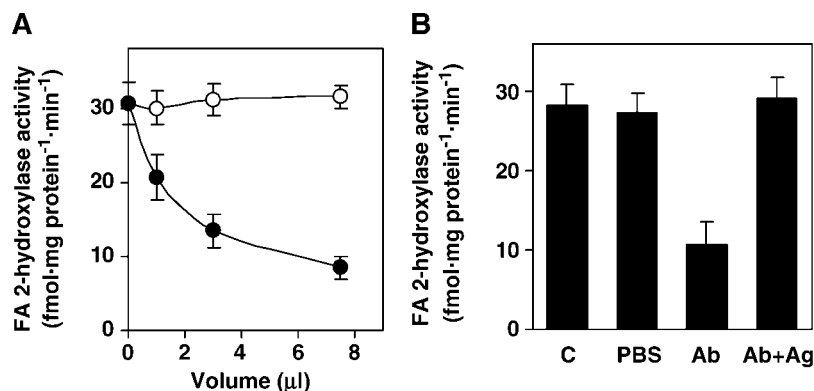 A
FA 2-hydroxylase activity
(fmol·mg protein⁻¹·min⁻¹)
30
20
10
0
0 2 4 6 8
Volume (μl)
B
FA 2-hydroxylase activity
(fmol·mg protein⁻¹·min⁻¹)
30
20
10
0
C PBS Ab Ab+Ag